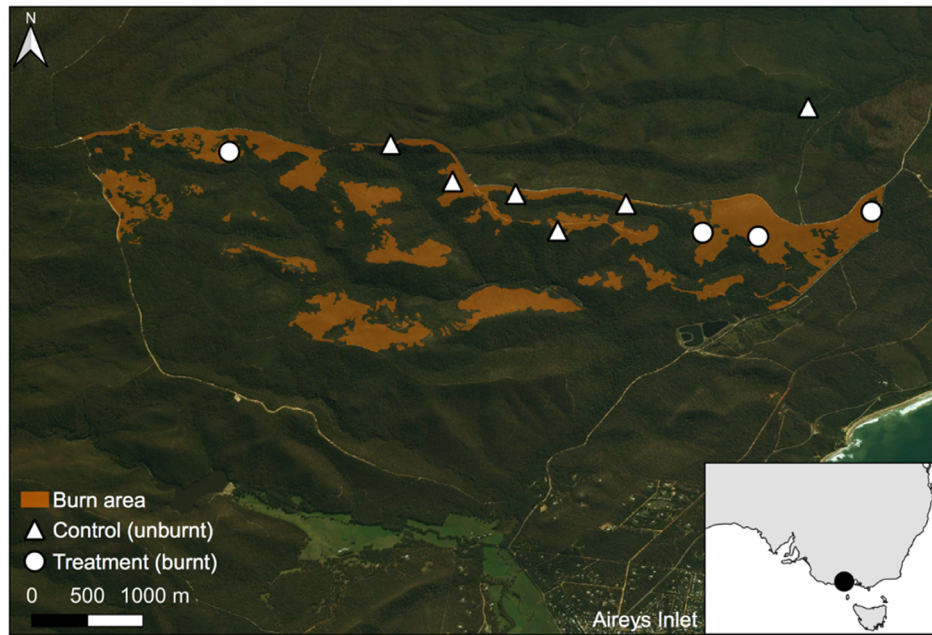 N
Burn area
Control (unburnt)
Treatment (burnt)
0 500 1000 m
Aireys Inlet